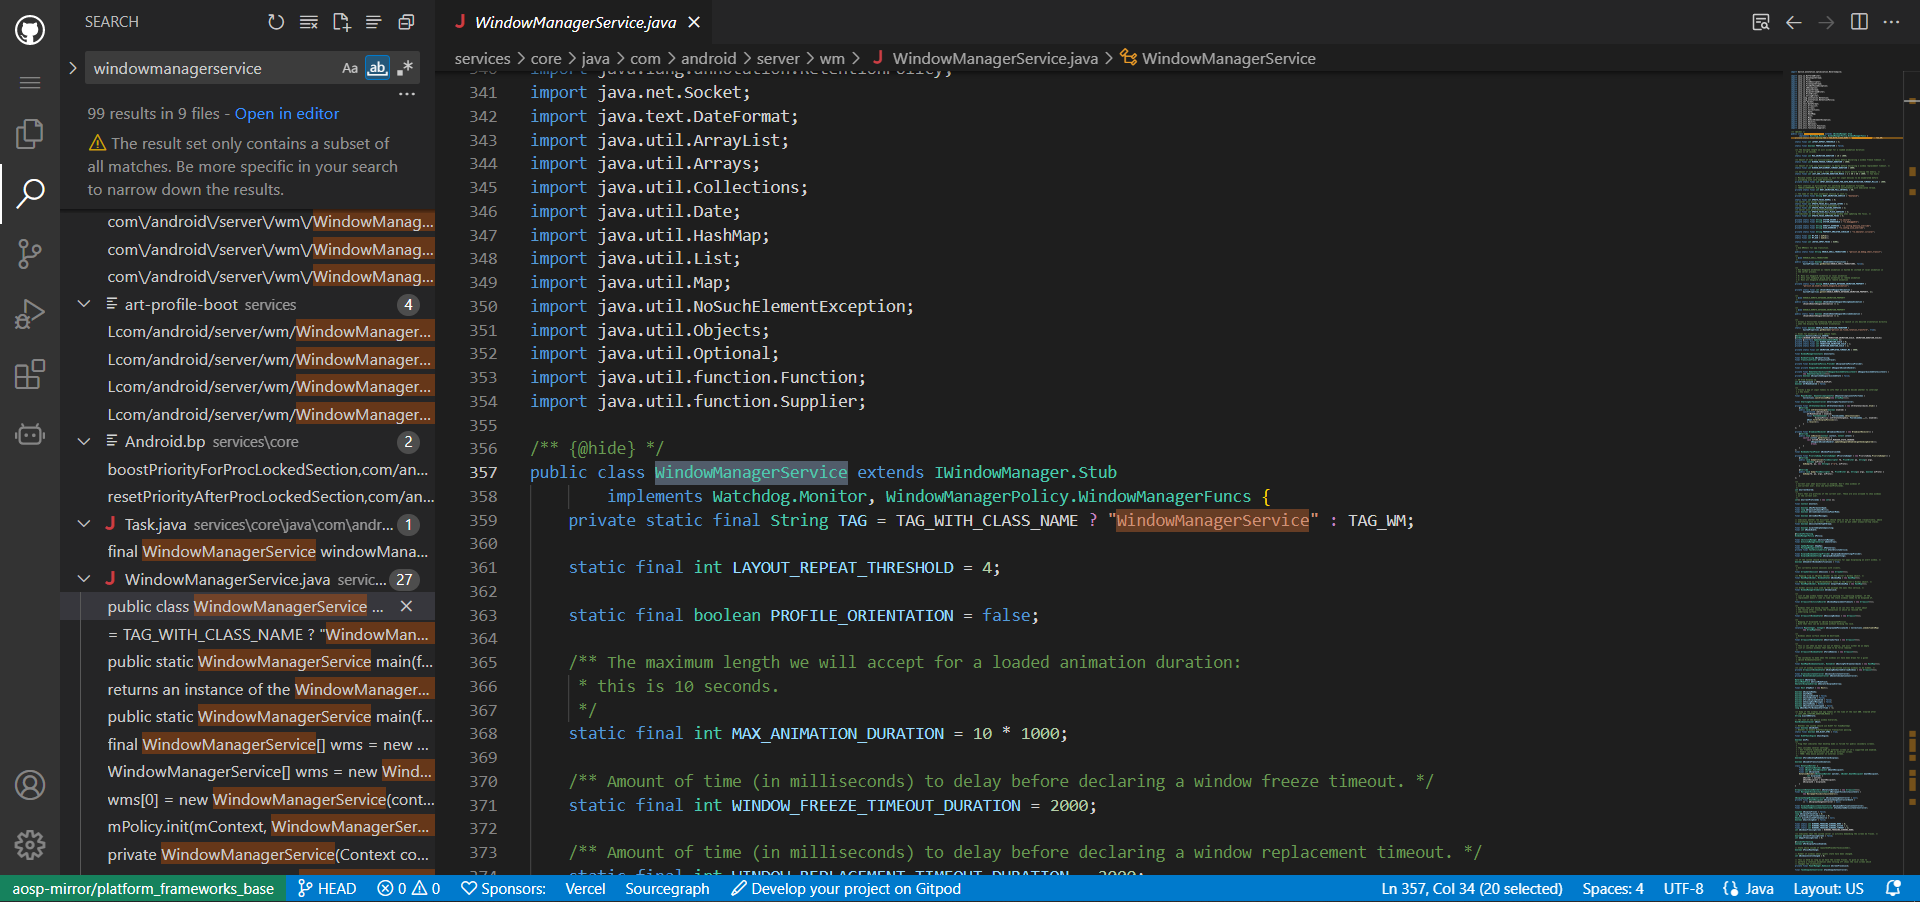 SEARCH
windowmanagerservice
Aa
ab
99 results in 9 files - Open in editor
The result set only contains a subset of
all matches. Be more specific in your search
to narrow down the results.
com\/android\/server\/wm\/WindowManag...
com\/android\/server\/wm\/WindowManag...
com\/android\/server\/wm\/WindowManag...
art-profile-boot services 4
Lcom/android/server/wm/WindowManager...
Lcom/android/server/wm/WindowManager...
Lcom/android/server/wm/WindowManager...
Lcom/android/server/wm/WindowManager...
Android.bp services\core 2
boostPriorityForProcLockedSection,com/an...
resetPriorityAfterProcLockedSection,com/an...
Task.java services\core\java\com\andr... 1
final WindowManagerService windowMana...
WindowManagerService.java servic... 27
public class WindowManagerService ...
= TAG_WITH_CLASS_NAME ? "WindowMan...
public static WindowManagerService main(f...
returns an instance of the WindowManager...
public static WindowManagerService main(f...
final WindowManagerService[] wms = new ...
WindowManagerService[] wms = new Wind...
wms[0] = new WindowManagerService(cont...
mPolicy.init(mContext, WindowManagerSer...
private WindowManagerService(Context co...
WindowManagerService.java
services > core > java > com > android > server > wm > WindowManagerService.java > WindowManagerService
340 import java.lang.annotation.RetentionPolicy;
341 import java.net.Socket;
342 import java.text.DateFormat;
343 import java.util.ArrayList;
344 import java.util.Arrays;
345 import java.util.Collections;
346 import java.util.Date;
347 import java.util.HashMap;
348 import java.util.List;
349 import java.util.Map;
350 import java.util.NoSuchElementException;
351 import java.util.Objects;
352 import java.util.Optional;
353 import java.util.function.Function;
354 import java.util.function.Supplier;
355
356 /** {@hide} */
357 public class WindowManagerService extends IWindowManager.Stub
358 implements Watchdog.Monitor, WindowManagerPolicy.WindowManagerFuncs {
359 private static final String TAG = TAG_WITH_CLASS_NAME ? "WindowManagerService" : TAG_WM;
360
361 static final int LAYOUT_REPEAT_THRESHOLD = 4;
362
363 static final boolean PROFILE_ORIENTATION = false;
364
365 /** The maximum length we will accept for a loaded animation duration:
366 * this is 10 seconds.
367 */
368 static final int MAX_ANIMATION_DURATION = 10 * 1000;
369
370 /** Amount of time (in milliseconds) to delay before declaring a window freeze timeout. */
371 static final int WINDOW_FREEZE_TIMEOUT_DURATION = 2000;
372
373 /** Amount of time (in milliseconds) to delay before declaring a window replacement timeout. */
374 static final int WINDOW_REPLACEMENT_TIMEOUT_DURATION = 2000;
aosp-mirror/platform_frameworks_base HEAD 0 0 Sponsors: Vercel Sourcegraph Develop your project on Gitpod Ln 357, Col 34 (20 selected) Spaces: 4 UTF-8 Java Layout: US